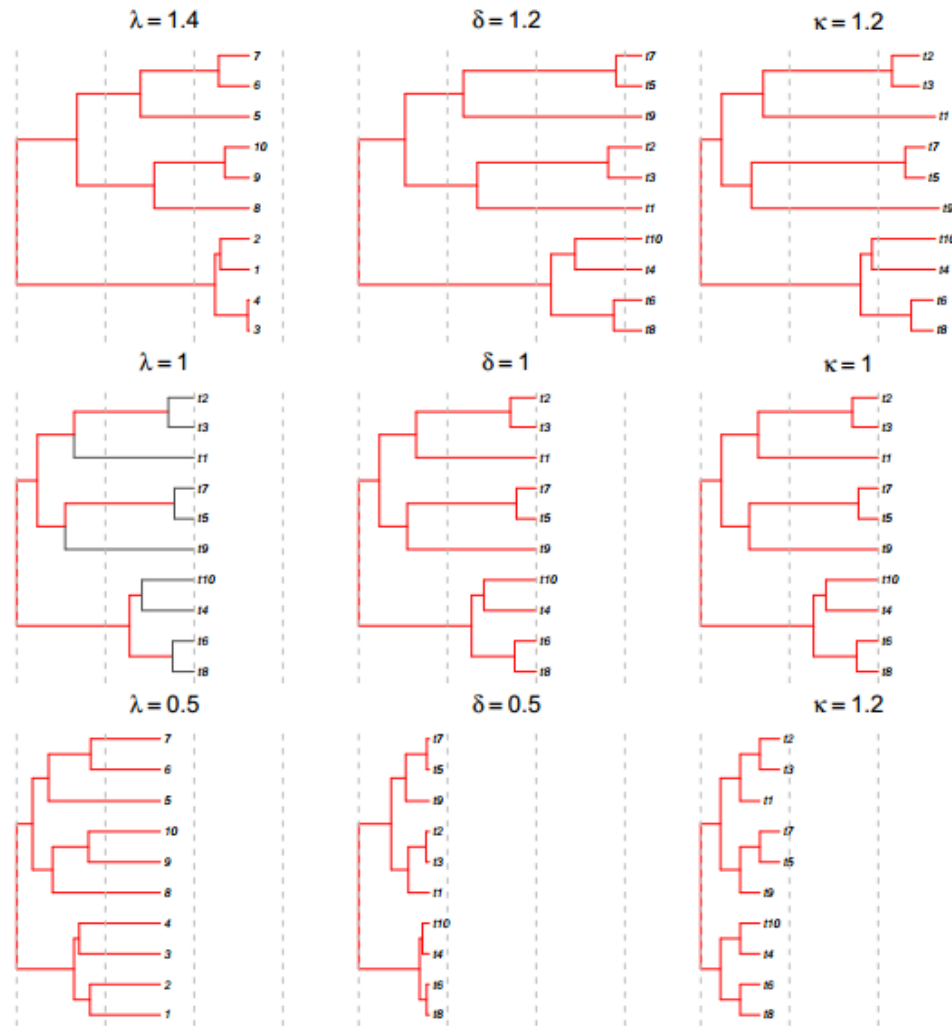 λ = 1.4
δ = 1.2
κ = 1.2
7
6
5
10
9
8
2
1
4
3
t7
t5
t9
t2
t3
t1
t10
t4
t6
t8
t2
t3
t1
t7
t5
t9
t10
t4
t6
t8
λ = 1
δ = 1
κ = 1
t2
t3
t1
t7
t5
t9
t10
t4
t6
t8
t2
t3
t1
t7
t5
t9
t10
t4
t6
t8
t2
t3
t1
t7
t5
t9
t10
t4
t6
t8
λ = 0.5
δ = 0.5
κ = 1.2
7
6
5
10
9
8
4
3
2
1
t7
t5
t9
t2
t3
t1
t10
t4
t6
t8
t2
t3
t1
t7
t5
t9
t10
t4
t6
t8